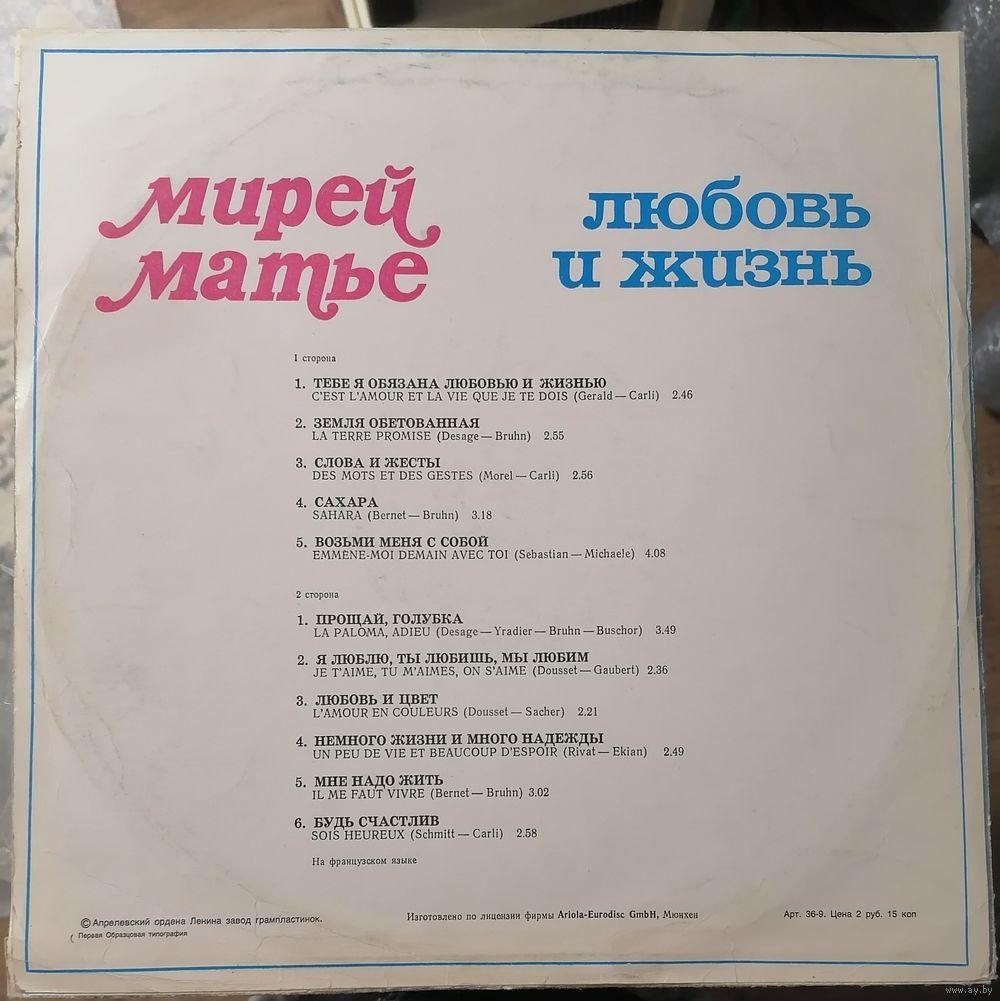 мирей
матье
любовь
и жизнь
1 сторона
1. ТЕБЕ Я ОБЯЗАНА ЛЮБОВЬЮ И ЖИЗНЬЮ
C'EST L'AMOUR ET LA VIE QUE JE TE DOIS (Gerald — Carli) 2.46
2. ЗЕМЛЯ ОБЕТОВАННАЯ
LA TERRE PROMISE (Desage — Bruhn) 2.55
3. СЛОВА И ЖЕСТЫ
DES MOTS ET DES GESTES (Morel — Carli) 2.56
4. САХАРА
SAHARA (Bernet — Bruhn) 3.18
5. ВОЗЬМИ МЕНЯ С СОБОЙ
EMMENE-MOI DEMAIN AVEC TOI (Sebastian — Michaele) 4.08
2 сторона
1. ПРОЩАЙ, ГОЛУБКА
LA PALOMA, ADIEU (Desage — Yradier — Bruhn — Buschor) 3.49
2. Я ЛЮБЛЮ, ТЫ ЛЮБИШЬ, МЫ ЛЮБИМ
JE T'AIME, TU M'AIMES, ON S'AIME (Dousset — Gaubert) 2.36
3. ЛЮБОВЬ И ЦВЕТ
L'AMOUR EN COULEURS (Dousset — Sacher) 2.21
4. НЕМНОГО ЖИЗНИ И МНОГО НАДЕЖДЫ
UN PEU DE VIE ET BEAUCOUP D'ESPOIR (Rivat — Ekian) 2.49
5. МНЕ НАДО ЖИТЬ
IL ME FAUT VIVRE (Bernet — Bruhn) 3.02
6. БУДЬ СЧАСТЛИВ
SOIS HEUREUX (Schmitt — Carli) 2.58
На французском языке
© Апрелевский ордена Ленина завод грампластинок.
Первая Образцовая типография
Изготовлено по лицензии фирмы Ariola-Eurodisc GmbH, Мюнхен
Арт. 36-9. Цена 2 руб. 15 коп
www.ay.by